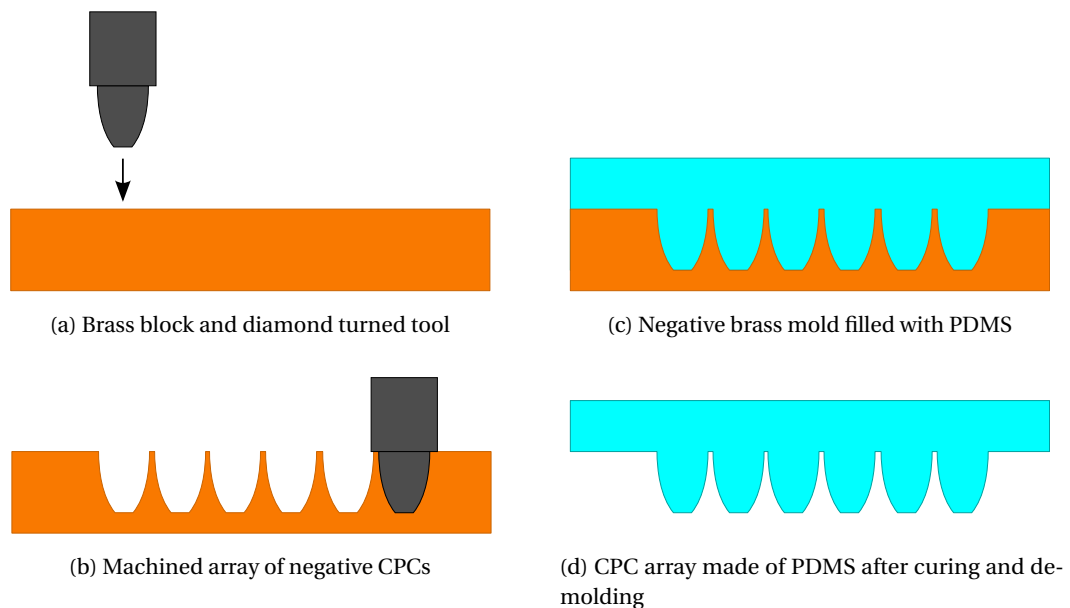 (a) Brass block and diamond turned tool
(b) Machined array of negative CPCs
(c) Negative brass mold filled with PDMS
(d) CPC array made of PDMS after curing and de-
molding